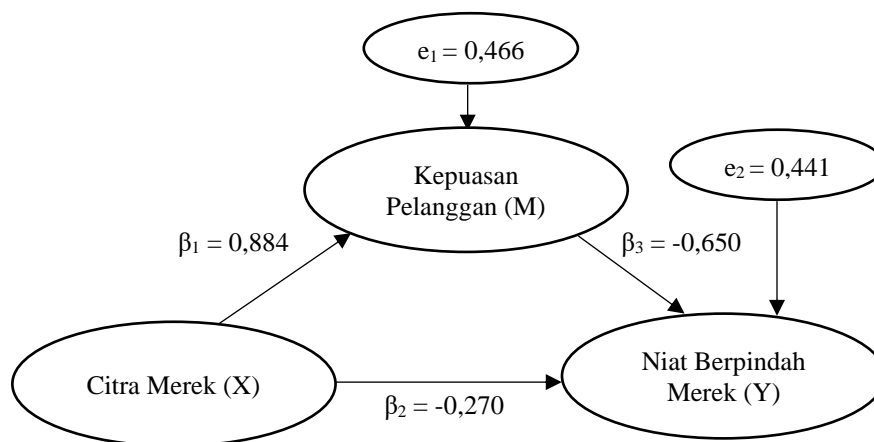 e₁ = 0,466
Kepuasan
Pelanggan (M)
e₂ = 0,441
β₁ = 0,884
β₃ = -0,650
Citra Merek (X)
β₂ = -0,270
Niat Berpindah
Merek (Y)